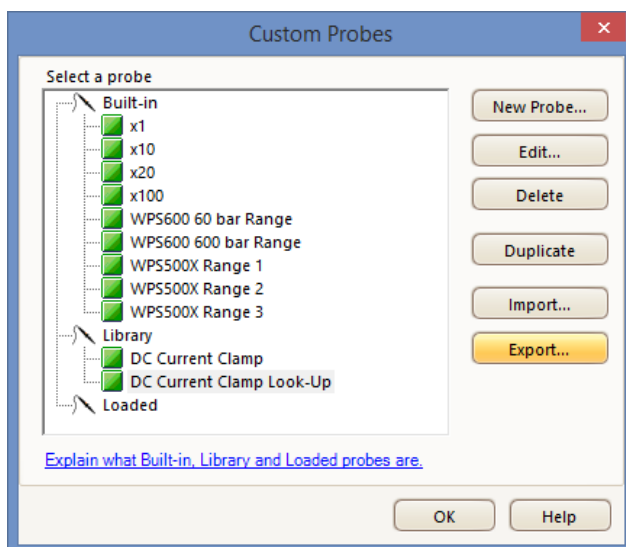 Custom Probes
×
Select a probe
Built-in
x1
x10
x20
x100
WPS600 60 bar Range
WPS600 600 bar Range
WPS500X Range 1
WPS500X Range 2
WPS500X Range 3
Library
DC Current Clamp
DC Current Clamp Look-Up
Loaded
New Probe...
Edit...
Delete
Duplicate
Import...
Export...
Explain what Built-in, Library and Loaded probes are.
OK
Help